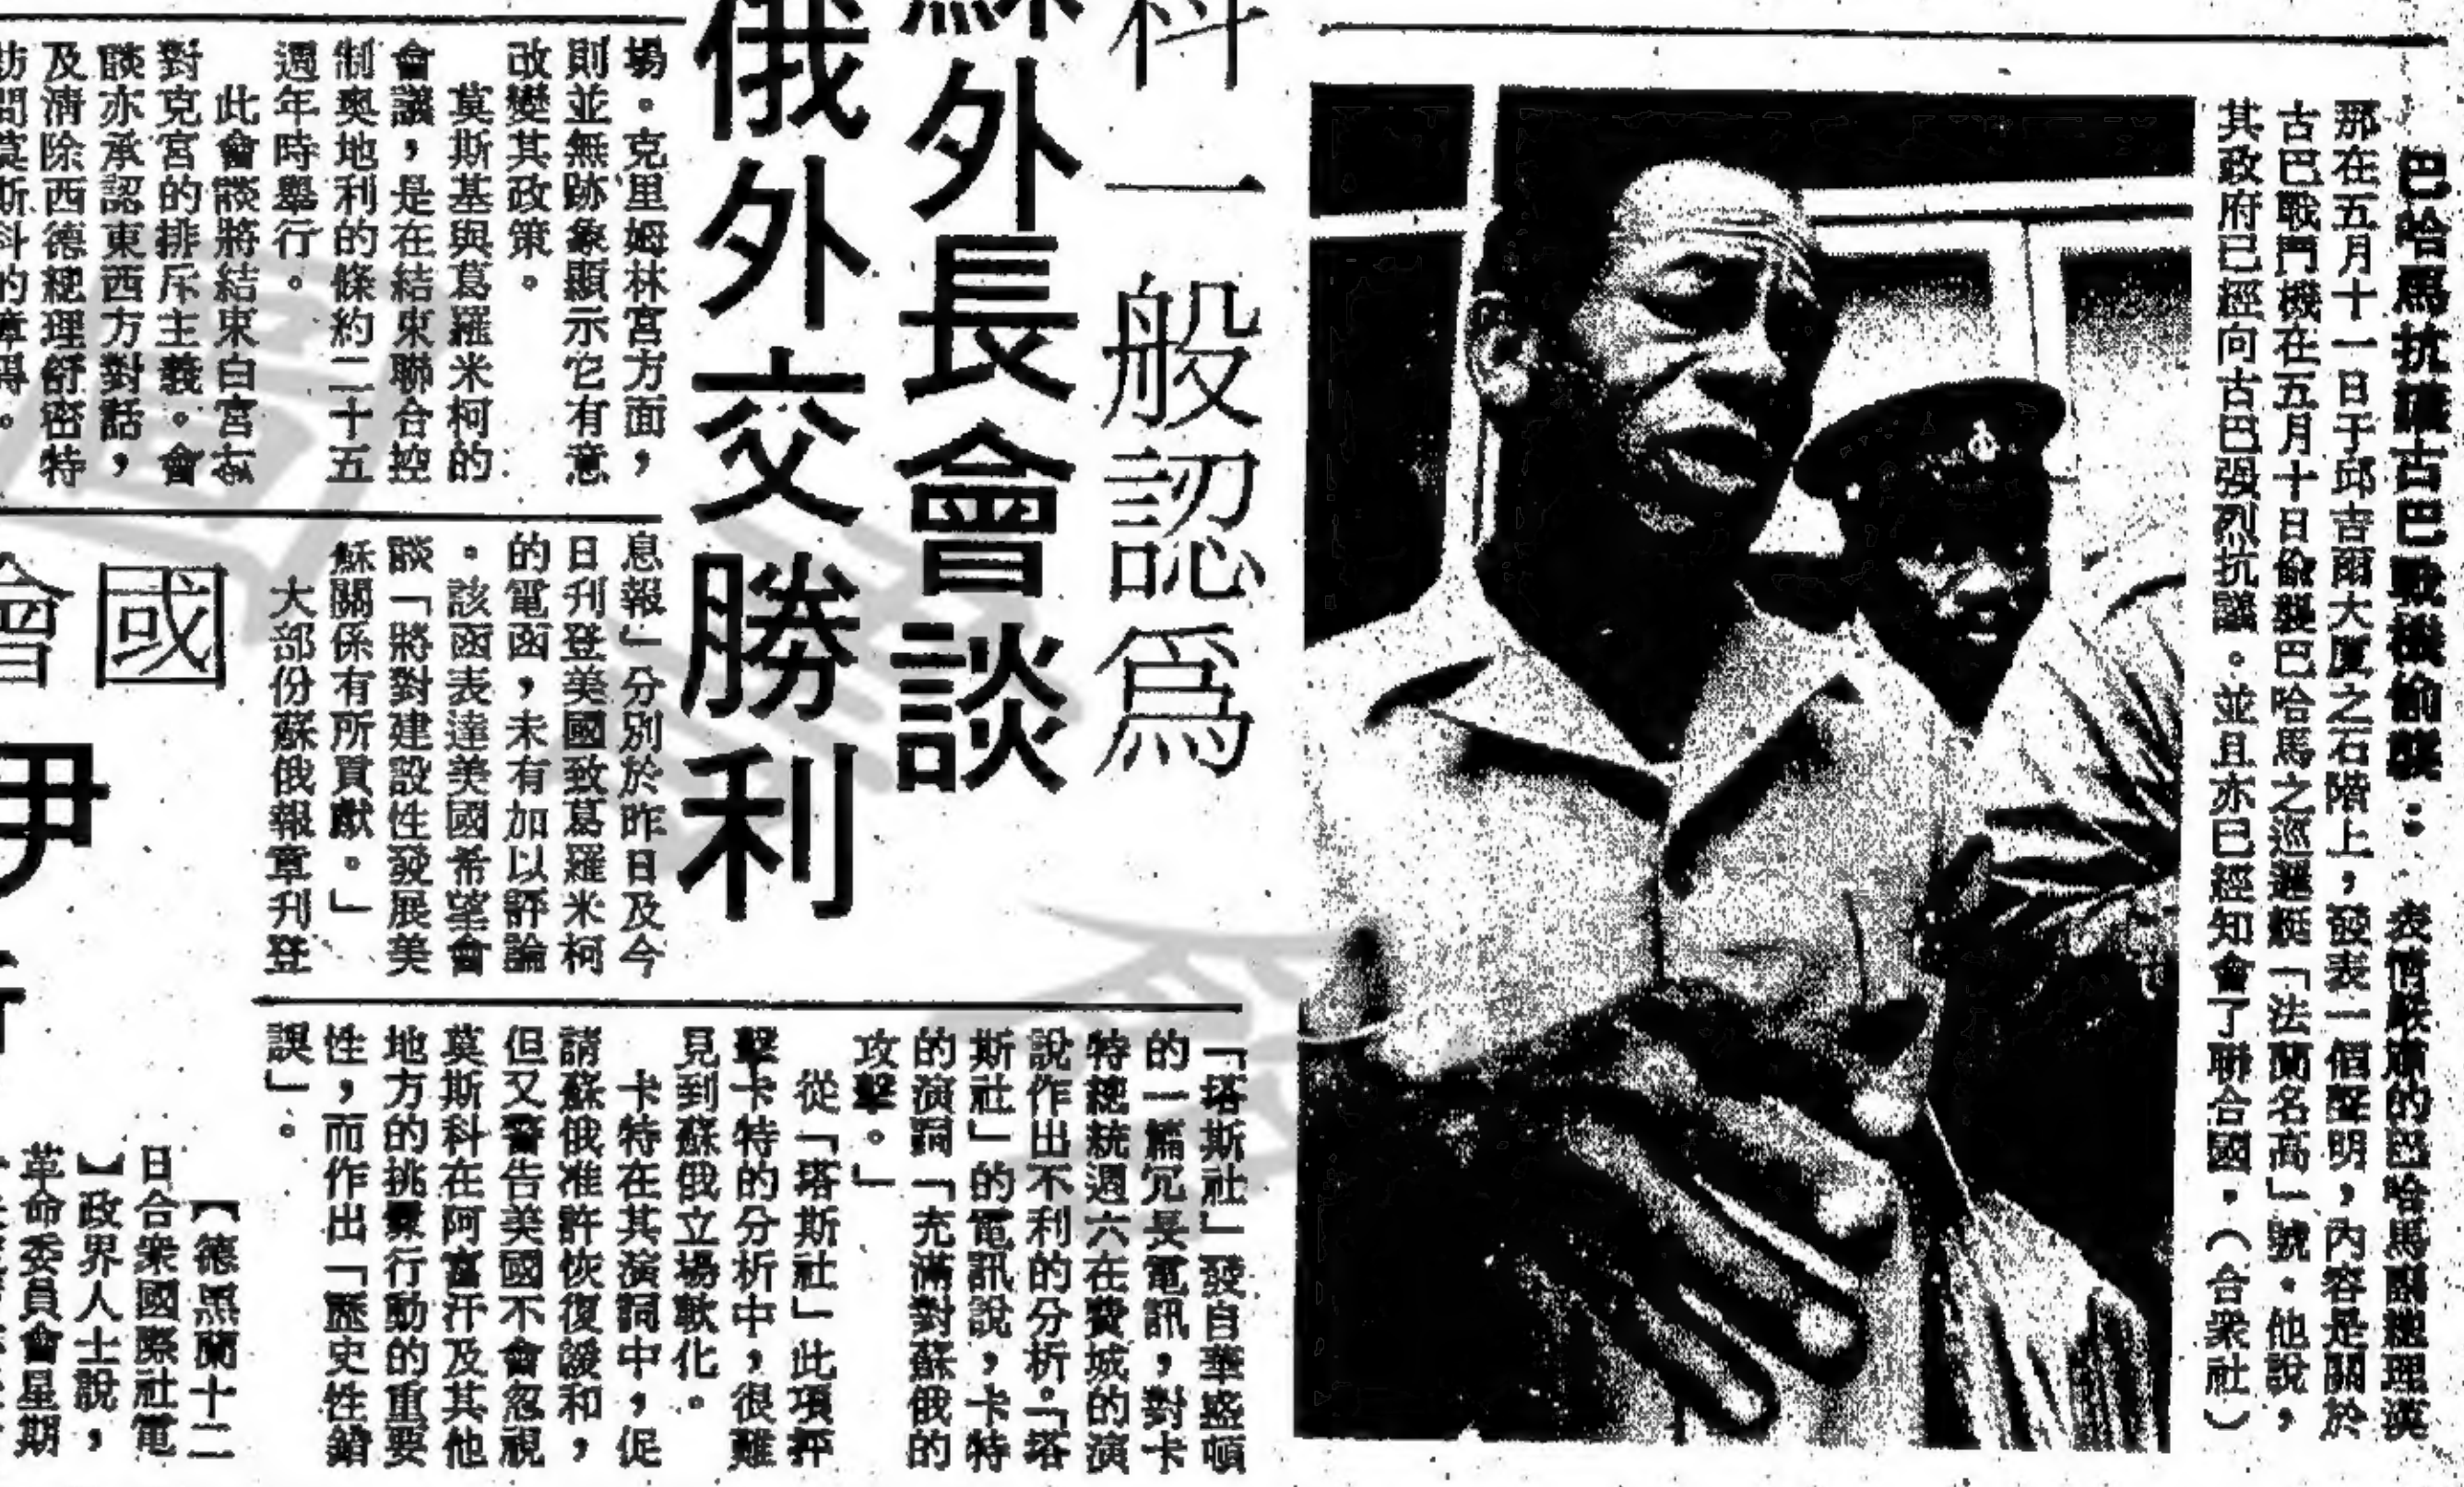 巴哈馬抗議古巴戰機偷襲:表情嚴肅的巴哈馬副總理漢
那在五月十一日于邱吉爾大廈之石階上,發表一個聲明,內容是關於
古巴戰鬥機在五月十日偷襲巴哈馬之巡邏艇「法蘭名高」號。他說,
其政府已經向古巴强烈抗議。並且亦已經知會了聯合國。(合衆社)
科一般認爲
蘇外長會談
俄外交勝利
場。克里姆林宮方面,
則並無跡象顯示它有意
改變其政策。
莫斯基與葛羅米柯的
會議,是在結束聯合控
制奧地利的條約二十五
週年時舉行。
此會談將結束白宮
對克宮的排斥主義。會
談亦承認東西方對話,
及清除西德總理舒密特
訪問莫斯科的障碍。
息報」分別於昨日及今
日刊登美國致葛羅米柯
的電函,未有加以評論
。該函表達美國希望會
談「將對建設性發展美
蘇關係有所貢獻。」
大部份蘇俄報章刊登
「塔斯社」發自華盛頓
的一篇冗長電訊,對卡
特總統週六在費城的演
說作出不利的分析。「塔
斯社」的電訊說,卡特
的演詞「充滿對蘇俄的
攻擊。」
從「塔斯社」此項抨
擊卡特的分析中,很難
見到蘇俄立場軟化。
卡特在其演詞中,促
請蘇俄准許恢復緩和,
但又警告美國不會忽視
莫斯科在阿富汗及其他
地方的挑釁行動的重要
性,而作出「歷史性錯
誤」。
國會
伊
【德黑蘭十二
日合衆國際社電
】政界人士說,
革命委員會星期